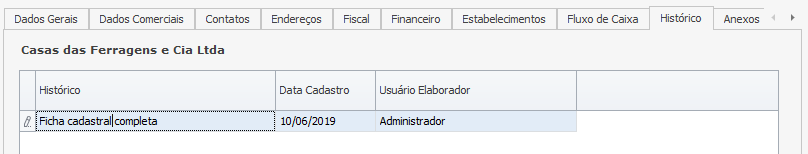 Dados Gerais Dados Comerciais Contatos Endereços Fiscal Financeiro Estabelecimentos Fluxo de Caixa Histórico Anexos
Casas das Ferragens e Cia Ltda
Histórico Data Cadastro Usuário Elaborador
Ficha cadastral completa 10/06/2019 Administrador